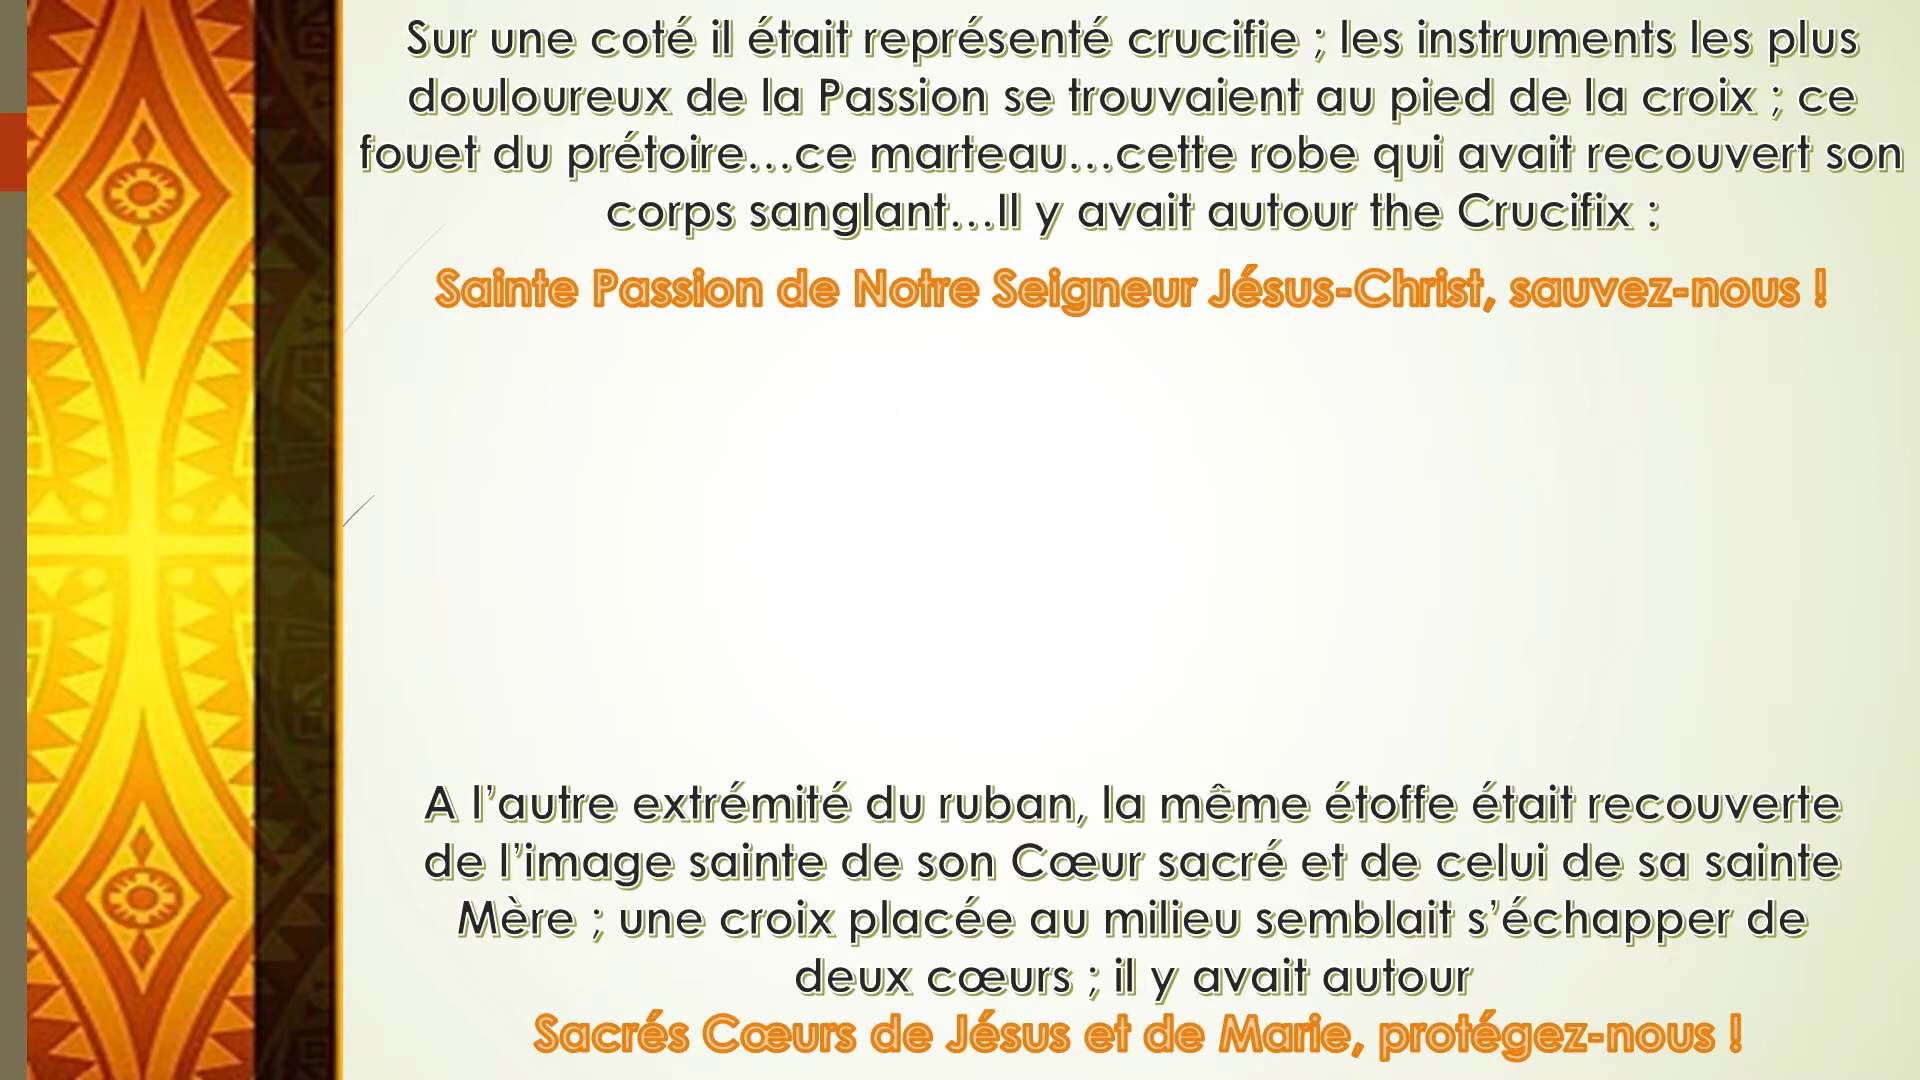 Sur une coté il était représenté crucifie ; les instruments les plus
douloureux de la Passion se trouvaient au pied de la croix ; ce
fouet du prétoire…ce marteau…cette robe qui avait recouvert son
corps sanglant…Il y avait autour the Crucifix :
Sainte Passion de Notre Seigneur Jésus-Christ, sauvez-nous !
A l’autre extrémité du ruban, la même étoffe était recouverte
de l’image sainte de son Cœur sacré et de celui de sa sainte
Mère ; une croix placée au milieu semblait s’échapper de
deux cœurs ; il y avait autour
Sacrés Cœurs de Jésus et de Marie, protégez-nous !